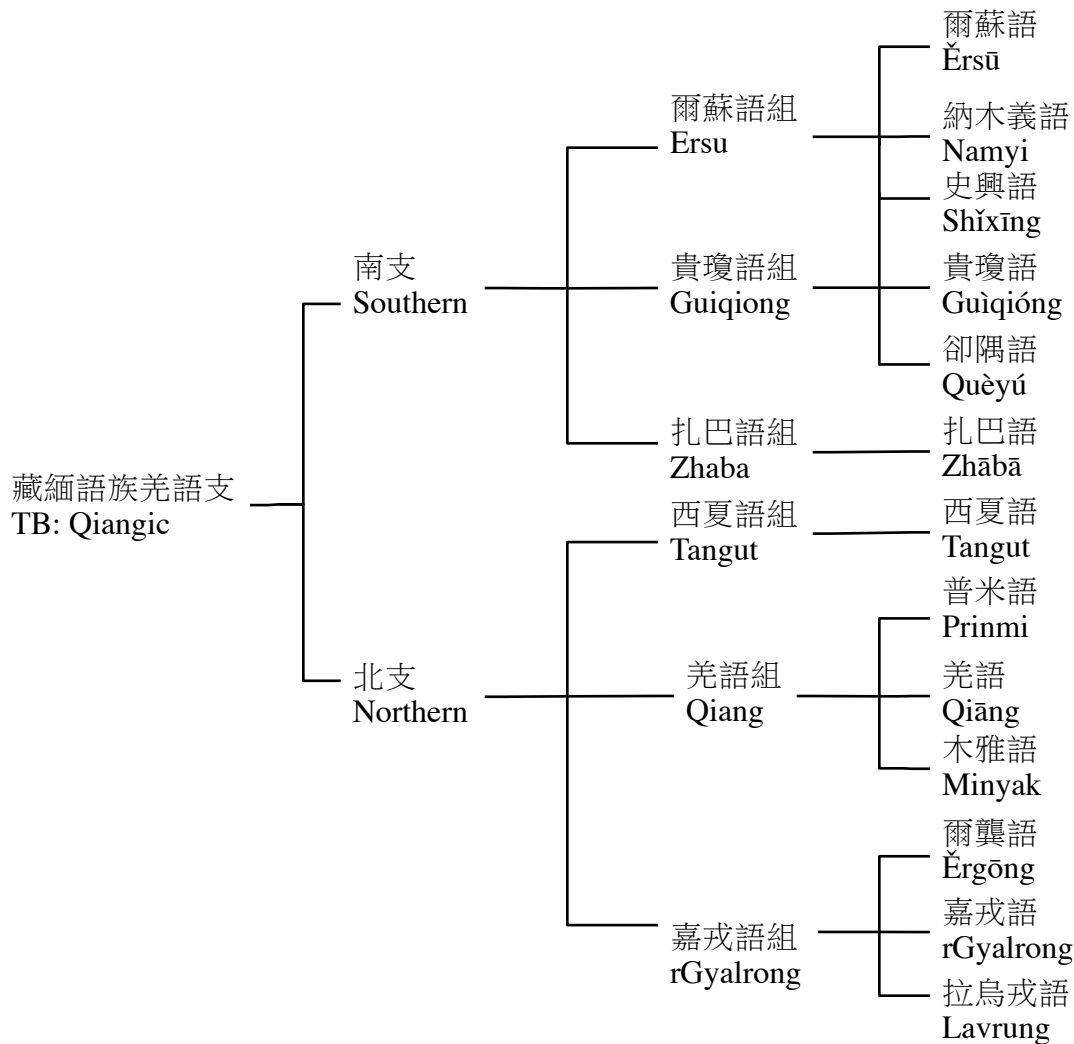 藏緬語族羌語支
TB: Qiangic
南支
Southern
北支
Northern
爾蘇語組
Ersu
貴瓊語組
Guiqiong
扎巴語組
Zhaba
西夏語組
Tangut
羌語組
Qiang
嘉戎語組
rGyalrong
爾蘇語
Ěrsū
納木義語
Namyi
史興語
Shǐxīng
貴瓊語
Guìqióng
卻隅語
Quèyú
扎巴語
Zhābā
西夏語
Tangut
普米語
Prinmi
羌語
Qiāng
木雅語
Minyak
爾龔語
Ěrgōng
嘉戎語
rGyalrong
拉烏戎語
Lavrung